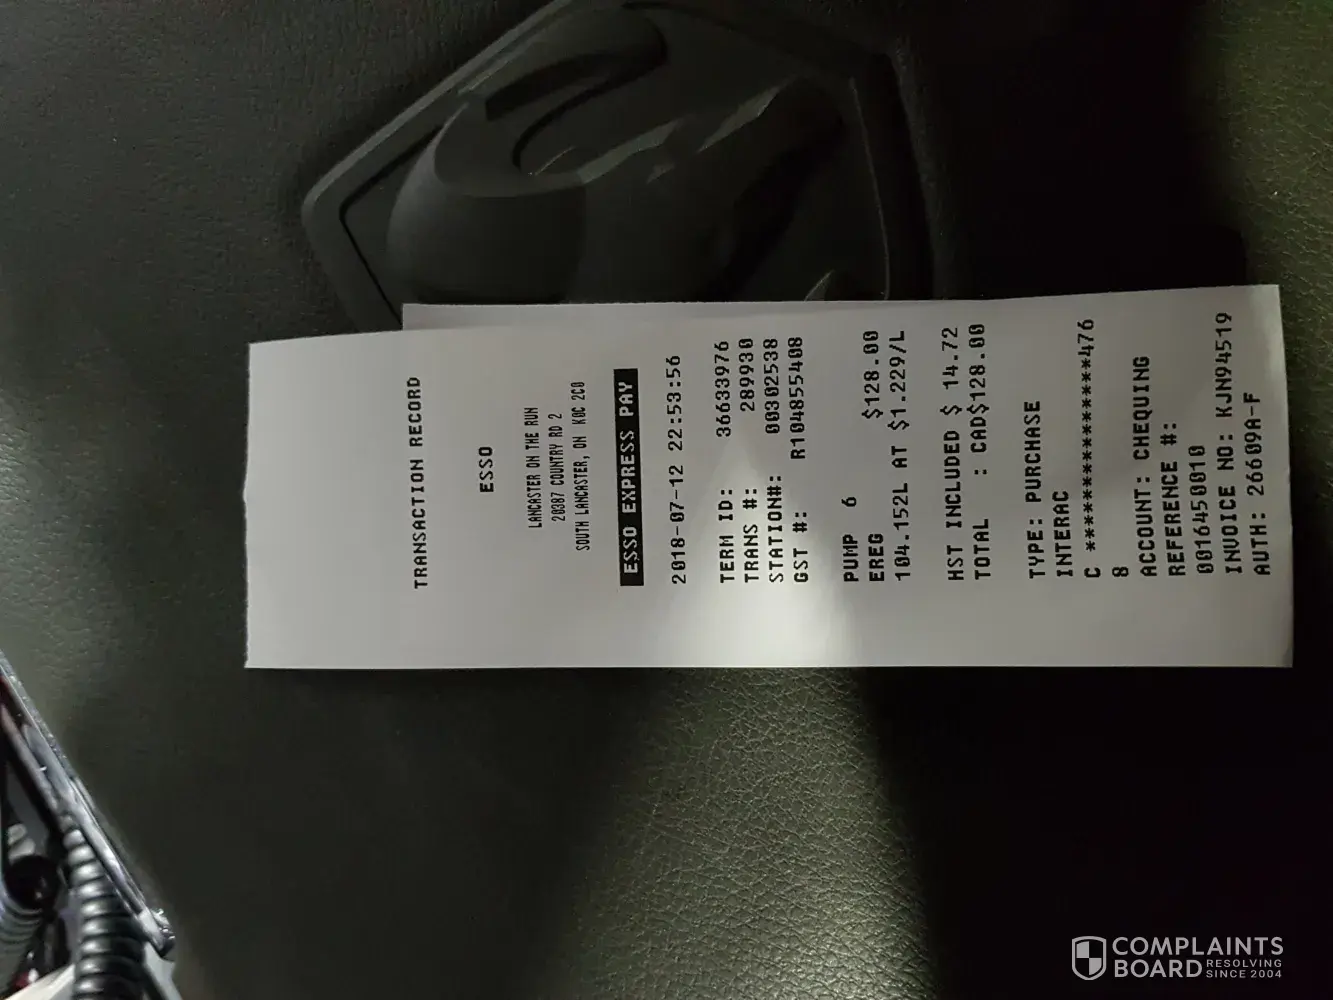 TRANSACTION RECORD
ESSO
LANCASTER ON THE RUN
20387 COUNTRY RD 2
SOUTH LANCASTER, ON K0C 2C0
ESSO EXPRESS PAY
2018-07-12 22:53:56
TERM ID: 36633976
TRANS #: 289930
STATION#: 00302538
GST #: R104855408
PUMP 6 $128.00
EREG
104.152L AT $1.229/L
HST INCLUDED $ 14.72
TOTAL : CAD$128.00
TYPE: PURCHASE
INTERAC
C ***************476
8
ACCOUNT: CHEQUING
REFERENCE #:
001645001​0
INVOICE NO: KJN94519
AUTH: 26609A-F
COMPLAINTS
BOARD RESOLVING
SINCE 2004